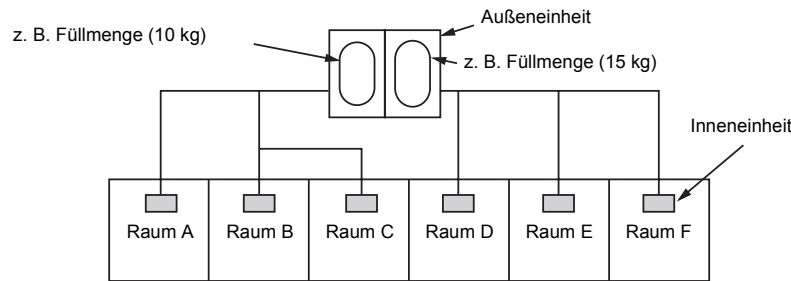 Außeneinheit
z. B. Füllmenge (10 kg)
z. B. Füllmenge (15 kg)
Inneneinheit
Raum A Raum B Raum C Raum D Raum E Raum F